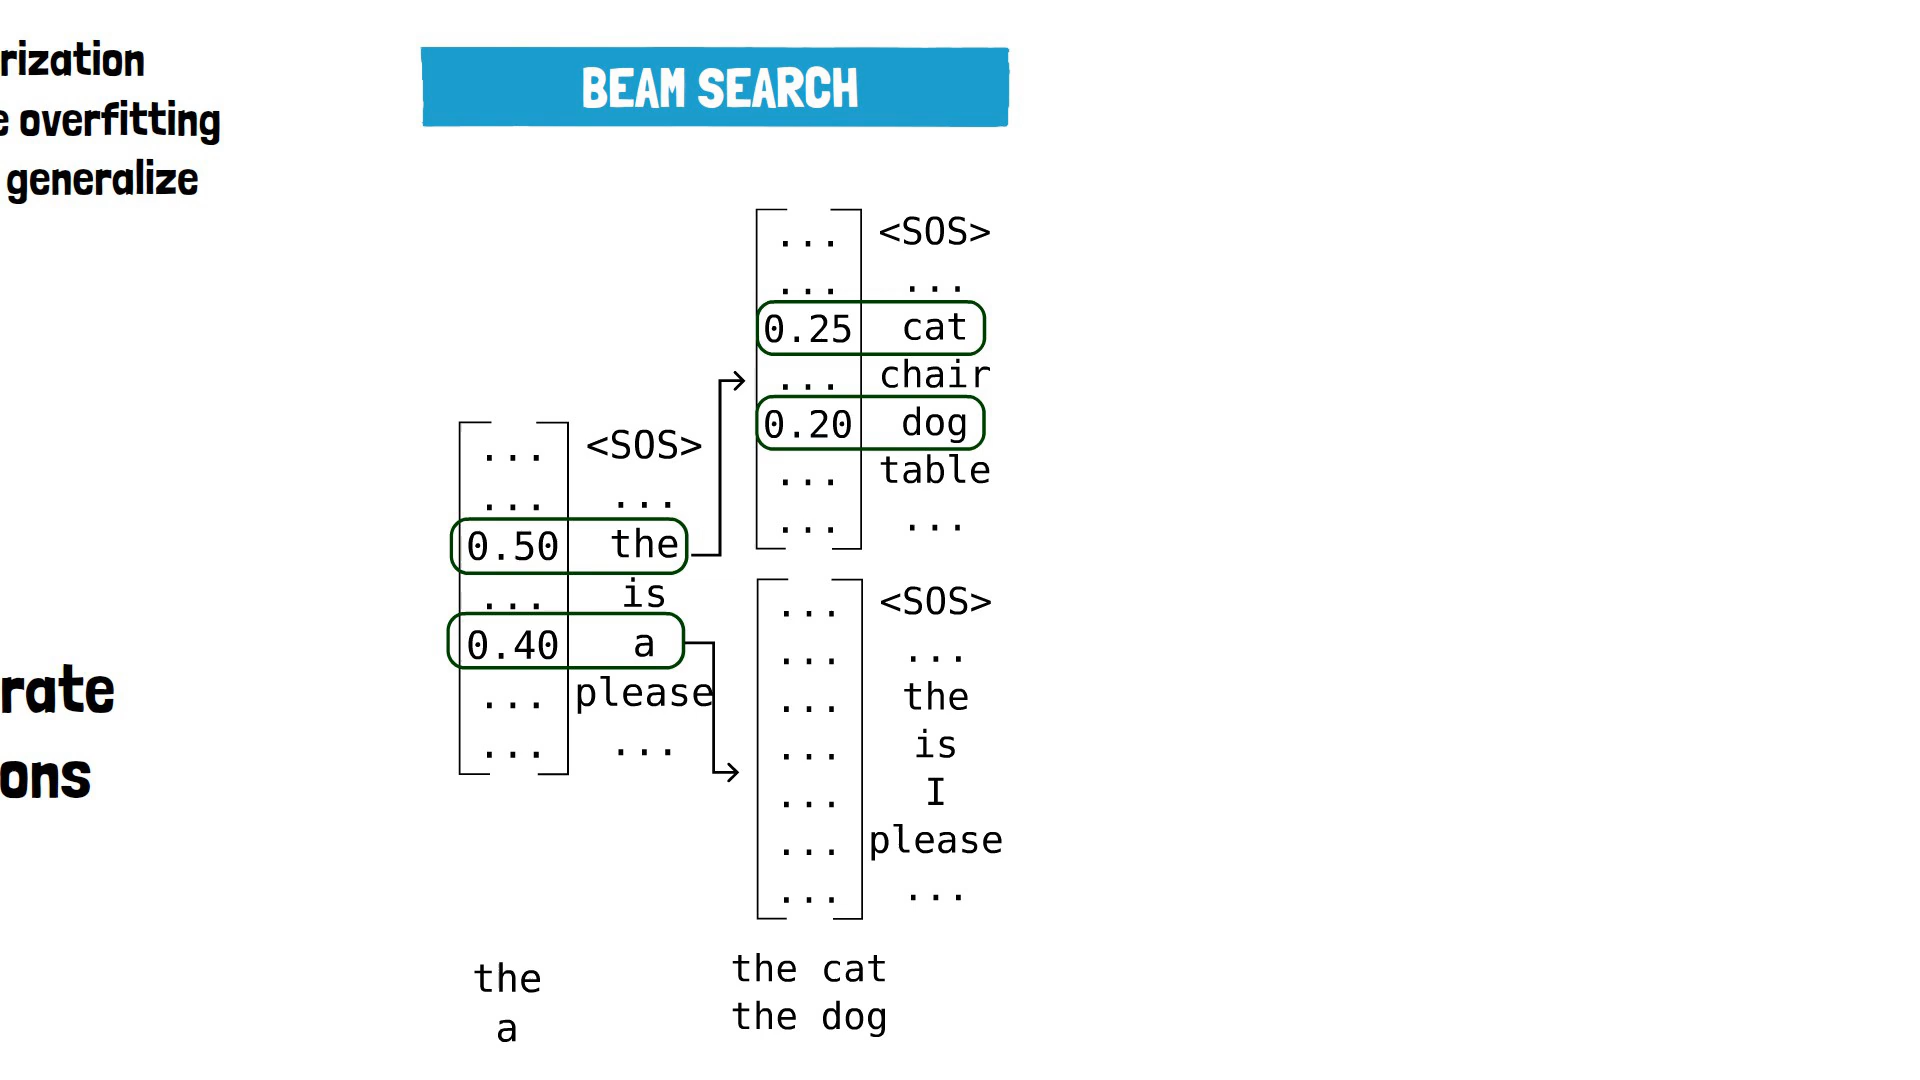 rization
e overfitting
generalize
rate
ons
BEAM SEARCH
... <SOS>
... ...
0.50 the
... is
0.40 a
... please
... ...
the
a
... <SOS>
... ...
0.25 cat
... chair
0.20 dog
... table
... ...
... <SOS>
... ...
... the
... is
... I
... please
... ...
the cat
the dog